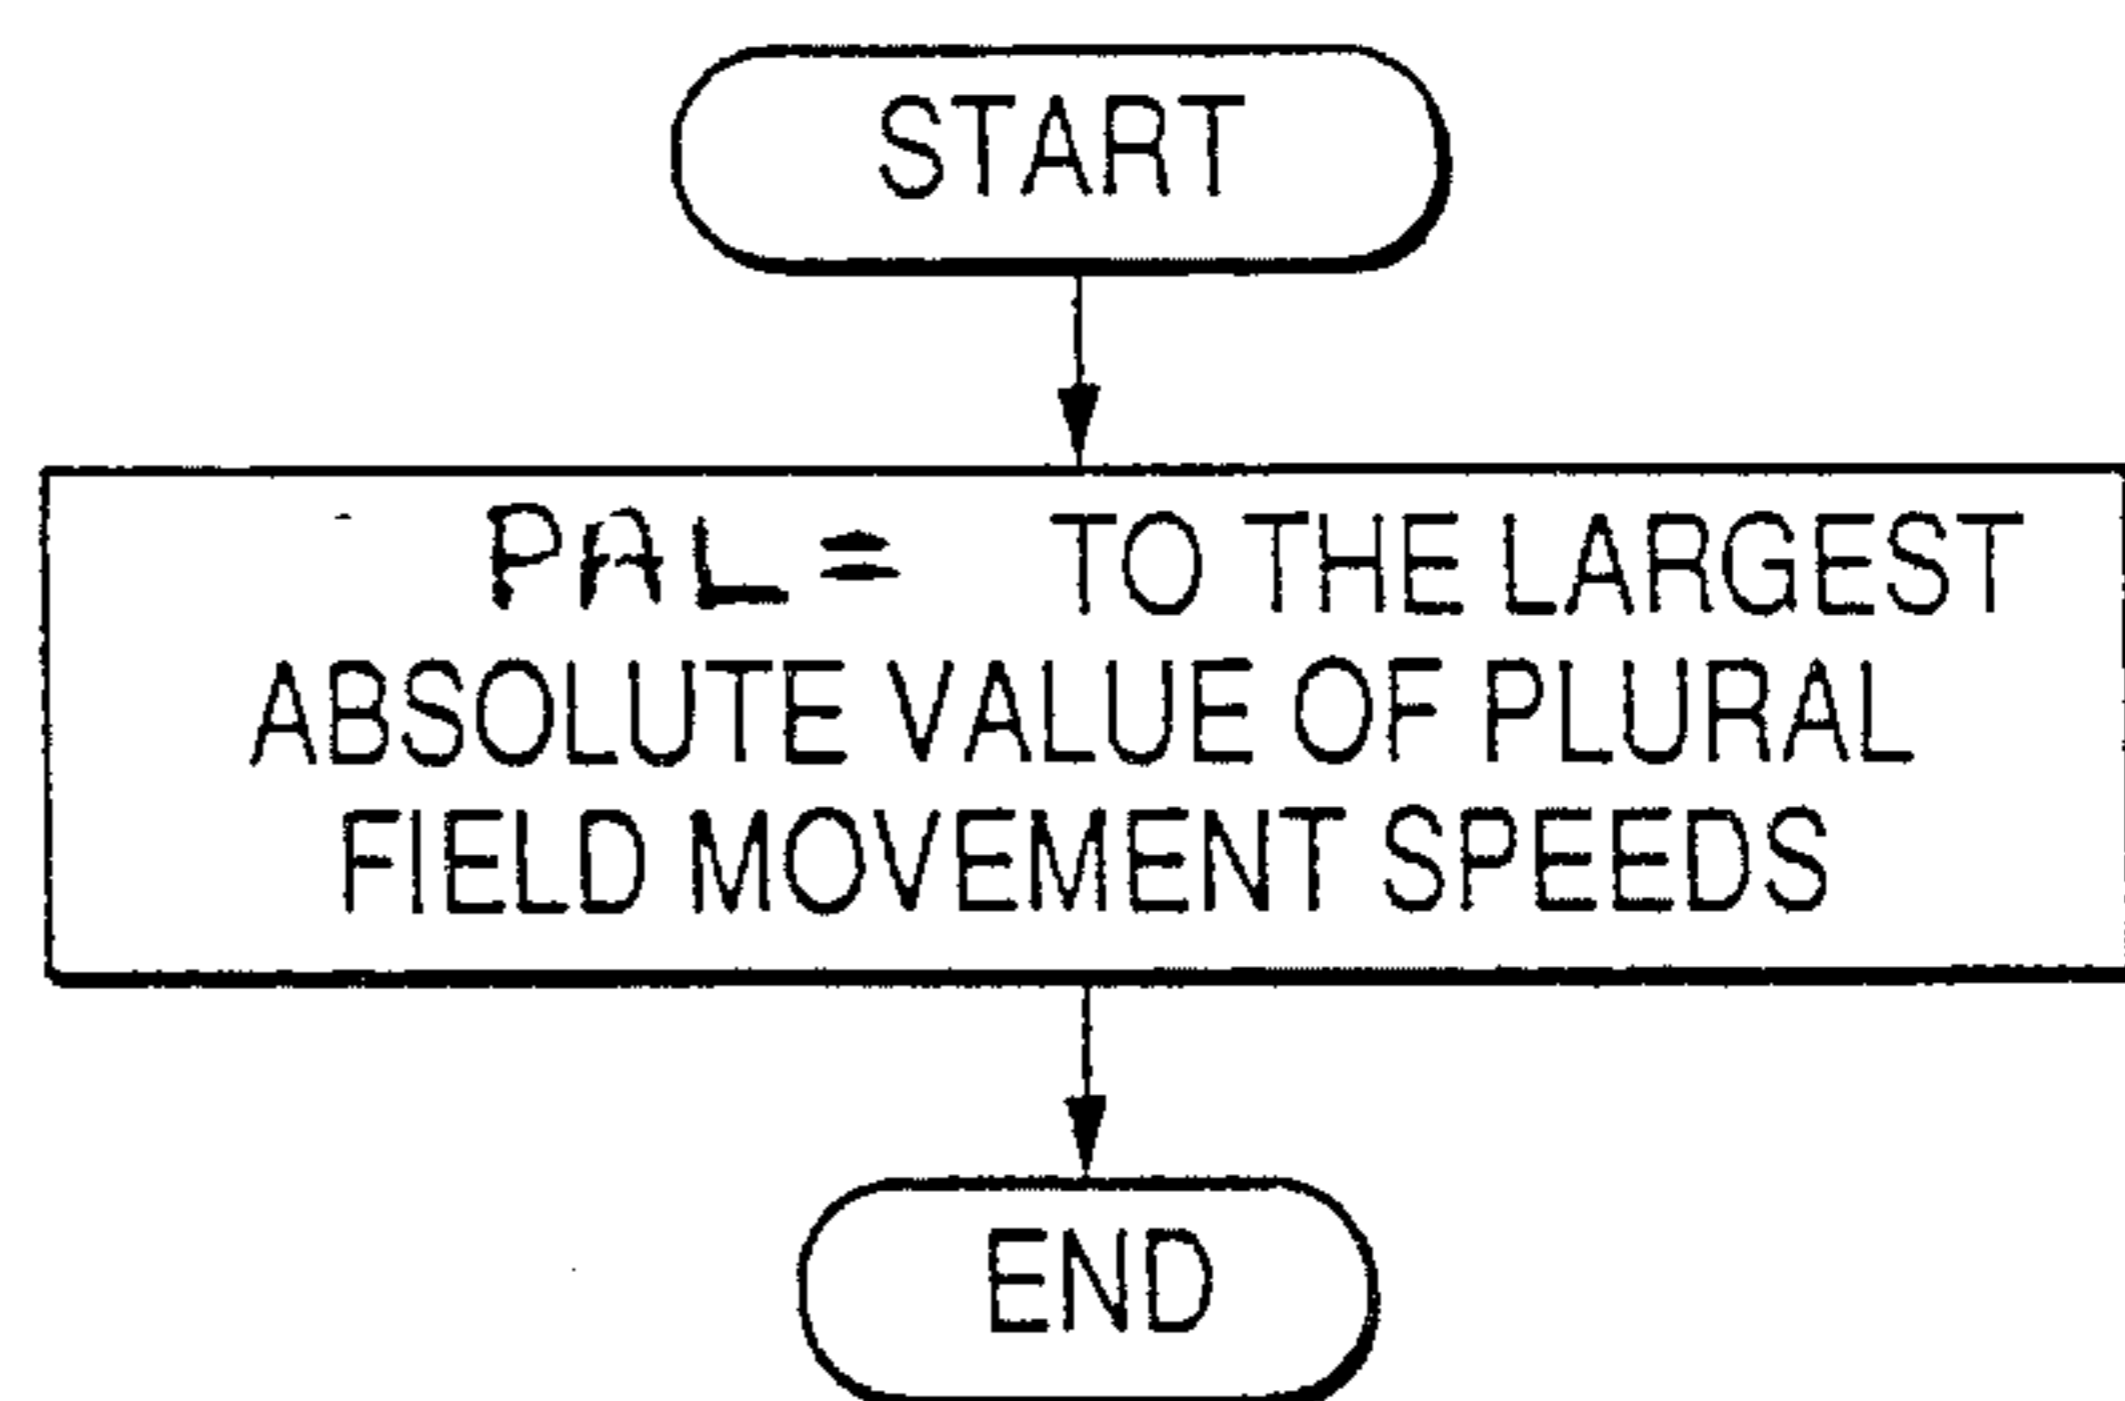 START
PAL= TO THE LARGEST
ABSOLUTE VALUE OF PLURAL
FIELD MOVEMENT SPEEDS
END